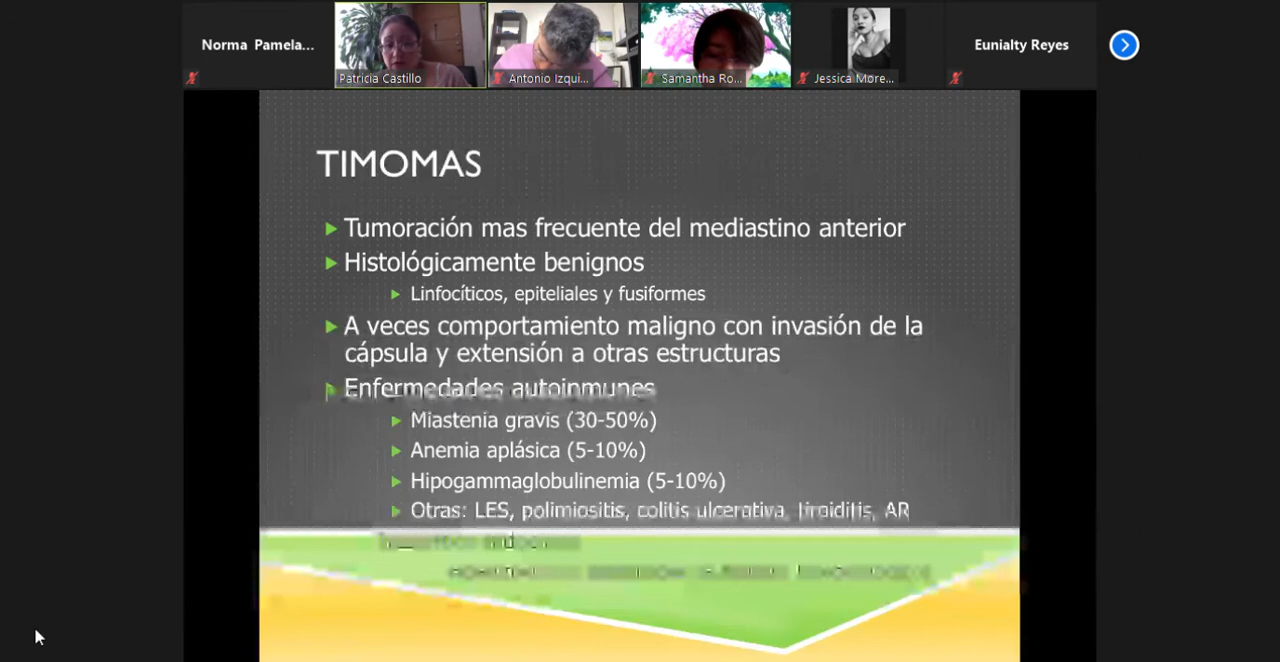 Norma Pamela...
Patricia Castillo
Antonio Izqui...
Samantha Ro...
Jessica More...
Eunialty Reyes
TIMOMAS
Tumoración mas frecuente del mediastino anterior
Histológicamente benignos
Linfocíticos, epiteliales y fusiformes
A veces comportamiento maligno con invasión de la
cápsula y extensión a otras estructuras
Enfermedades autoinmunes
Miastenia gravis (30-50%)
Anemia aplásica (5-10%)
Hipogammaglobulinemia (5-10%)
Otras: LES, polimiositis, colitis ulcerativa, tiroiditis, AR